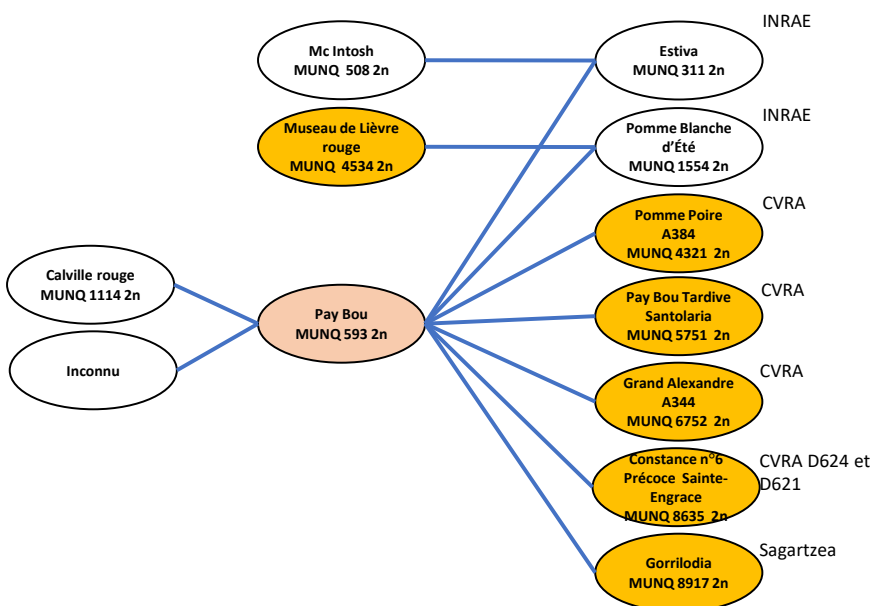 INRAE
Mc Intosh
MUNQ 508 2n
Estiva
MUNQ 311 2n
INRAE
Museau de Lièvre
rouge
MUNQ 4534 2n
Pomme Blanche
d'Été
MUNQ 1554 2n
CVRA
Pomme Poire
A384
MUNQ 4321 2n
Calville rouge
MUNQ 1114 2n
CVRA
Pay Bou
MUNQ 593 2n
Pay Bou Tardive
Santolaria
MUNQ 5751 2n
Inconnu
CVRA
Grand Alexandre
A344
MUNQ 6752 2n
CVRA D624 et
D621
Constance n°6
Précoce Sainte-
Engrace
MUNQ 8635 2n
Sagartzea
Gorrilodia
MUNQ 8917 2n